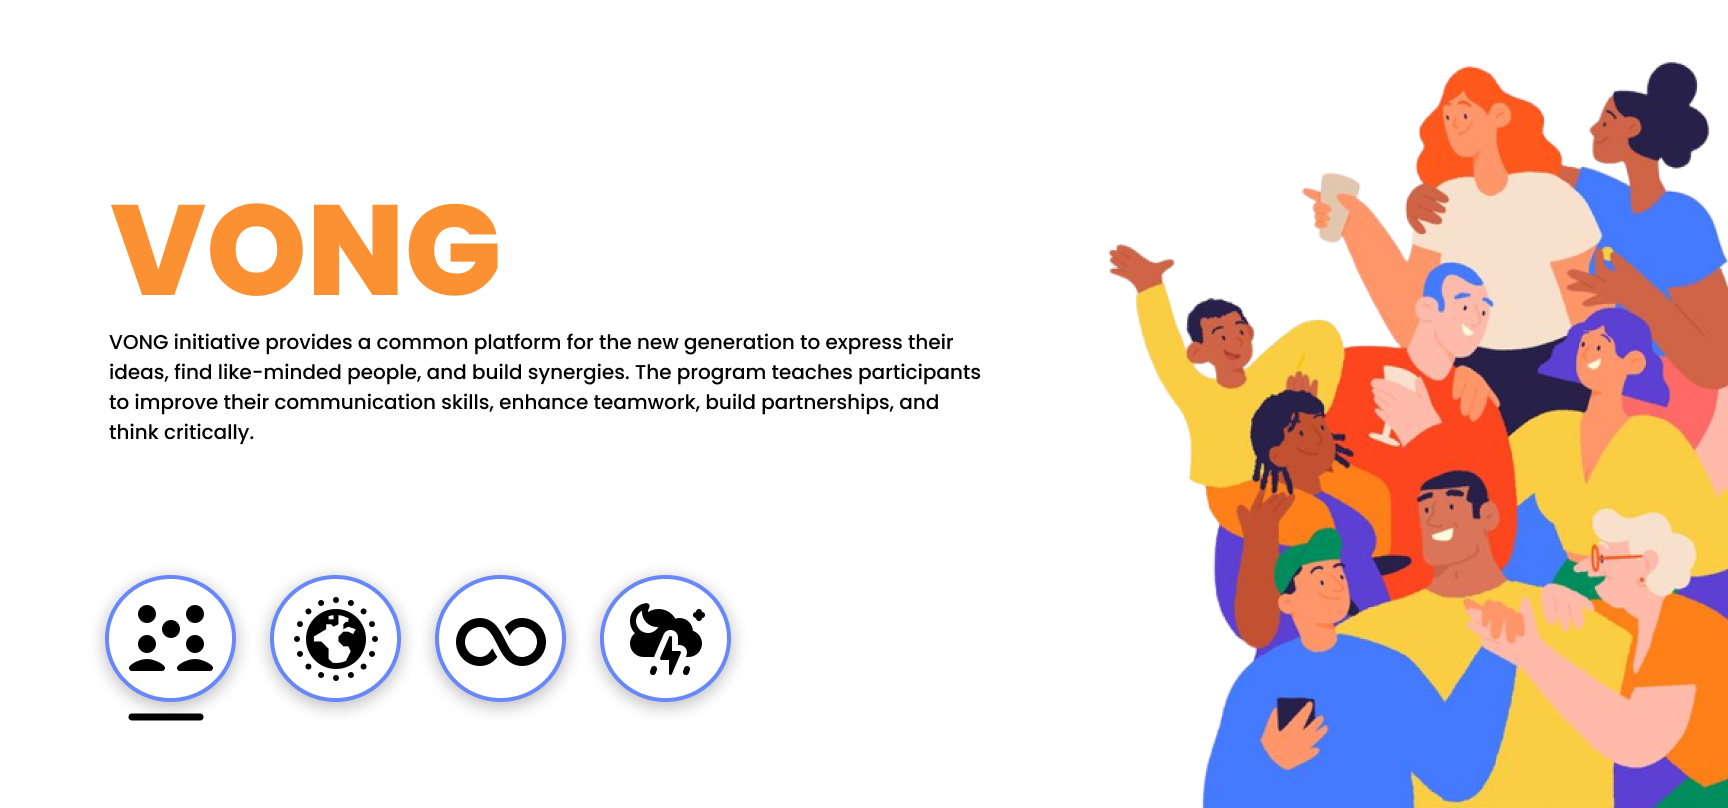 VONG
VONG initiative provides a common platform for the new generation to express their
ideas, find like-minded people, and build synergies. The program teaches participants
to improve their communication skills, enhance teamwork, build partnerships, and
think critically.